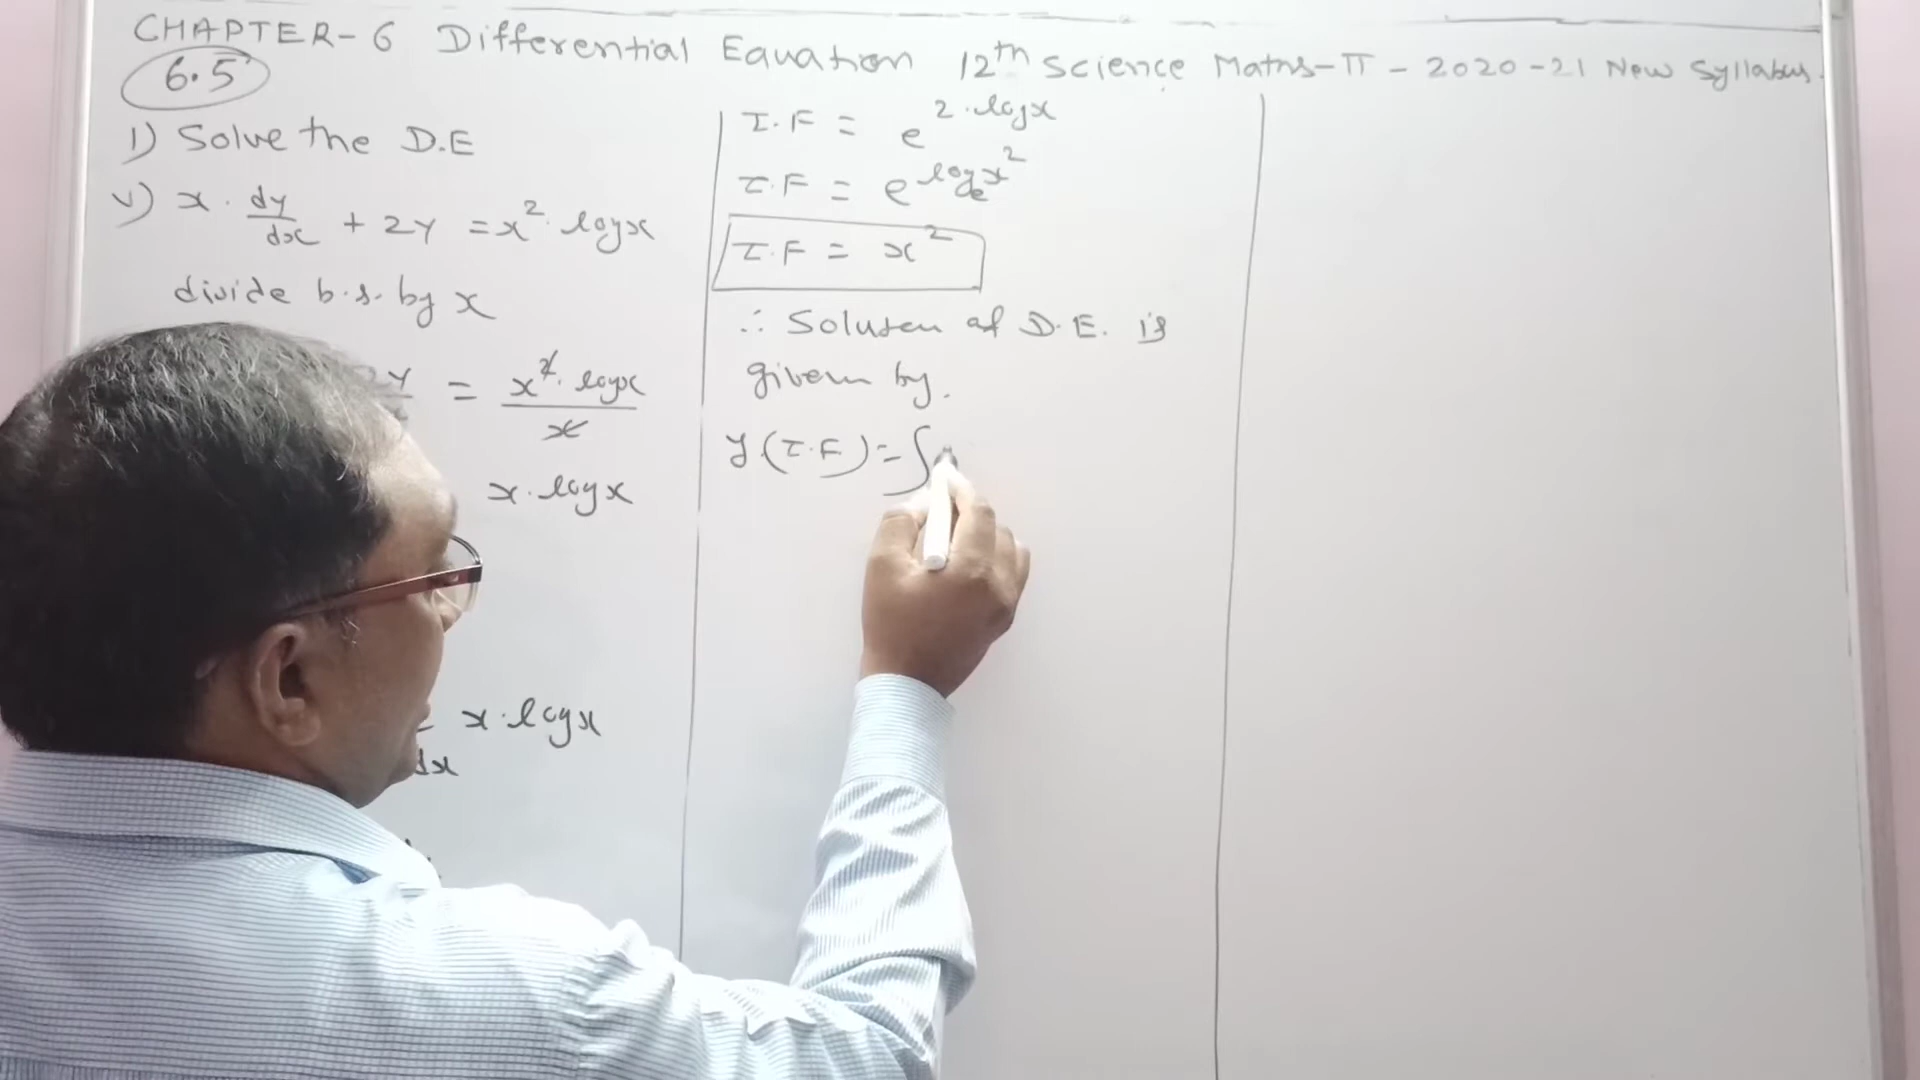 CHAPTER-6 Differential Equation 12th Science Maths-II - 2020-21 New Syllabus.
6.5
1) Solve the D.E
v) x · dy/dx + 2y = x² · logx
divide b.s. by x
= x² · logx / x
x · logx
x · logx
dx
I.F = e^2·logx
I.F = e^log_e x²
I.F = x²
∴ Soluten of D.E. is
given by.
y (I.F) = ∫